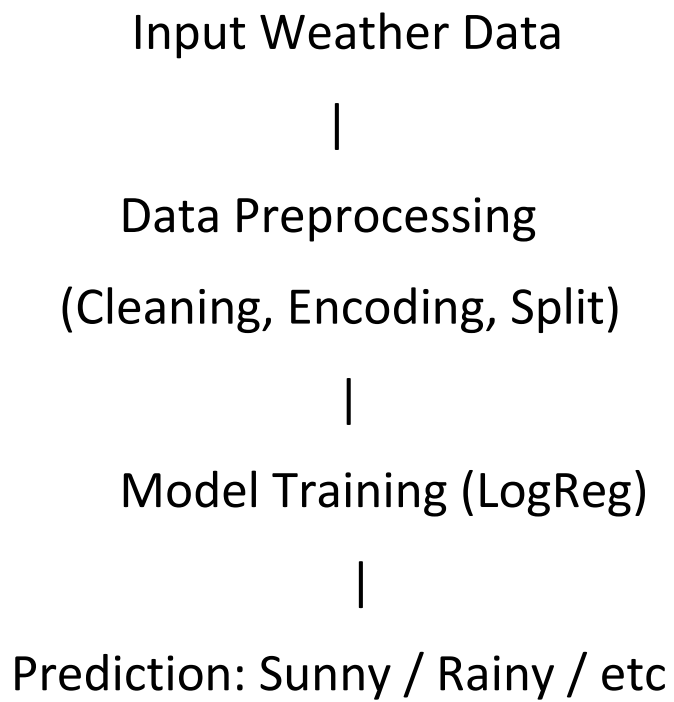 Input Weather Data
|
Data Preprocessing
(Cleaning, Encoding, Split)
|
Model Training (LogReg)
|
Prediction: Sunny / Rainy / etc